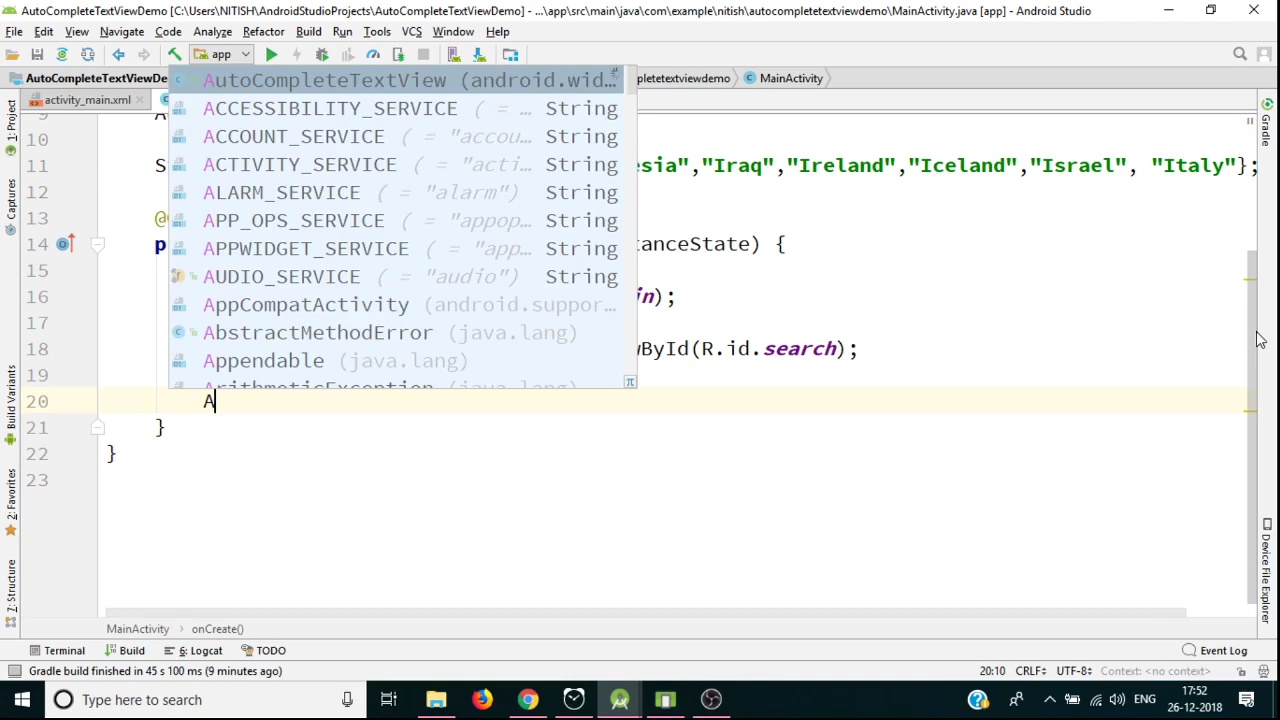 AutoCompleteTextViewDemo [C:\Users\NITISH\AndroidStudioProjects\AutoCompleteTextViewDemo] - ...\app\src\main\java\com\example\nitish\autocompletetextviewdemo\MainActivity.java [app] - Android Studio
File Edit View Navigate Code Analyze Refactor Build Run Tools VCS Window Help
app
AutoCompleteTextViewDe
pletetextviewdemo MainActivity
activity_main.xml
AutoCompleteTextView (android.wid…
ACCESSIBILITY_SERVICE ( = … String
ACCOUNT_SERVICE ( = "accou… String
ACTIVITY_SERVICE ( = "acti… String
ALARM_SERVICE ( = "alarm") String
APP_OPS_SERVICE ( = "appop… String
APPWIDGET_SERVICE ( = "app… String
AUDIO_SERVICE ( = "audio") String
AppCompatActivity (android.suppor…
AbstractMethodError (java.lang)
Appendable (java.lang)
ArithmeticException (java.lang)
π
9 A
10
11 S esia","Iraq","Ireland","Iceland","Israel", "Italy"};
12
13 @
14 p tanceState) {
15
16 in);
17
18 wById(R.id.search);
19
20 A
21 }
22 }
23
1: Project
Captures
Build Variants
2: Favorites
7: Structure
Gradle
Device File Explorer
MainActivity › onCreate()
Terminal Build 6: Logcat TODO Event Log
Gradle build finished in 45 s 100 ms (9 minutes ago) 20:10 CRLF UTF-8 Context: <no context>
Type here to search ENG 17:52
26-12-2018